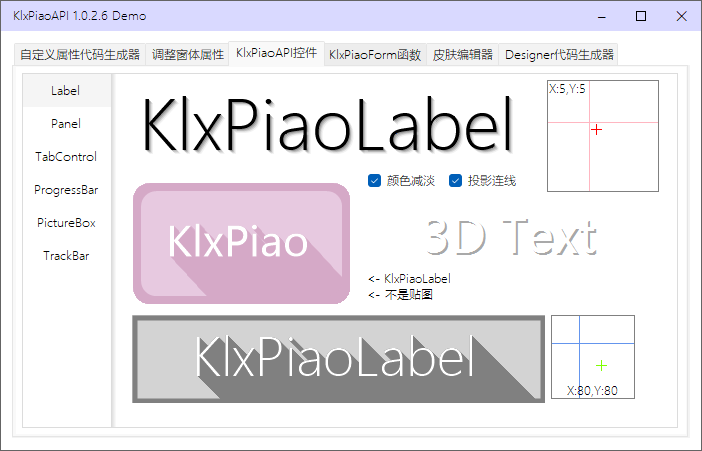 KlxPiaoAPI 1.0.2.6 Demo
自定义属性代码生成器
调整窗体属性
KlxPiaoAPI控件
KlxPiaoForm函数
皮肤编辑器
Designer代码生成器
Label
Panel
TabControl
ProgressBar
PictureBox
TrackBar
KlxPiaoLabel
X:5,Y:5
颜色减淡
投影连线
KlxPiao
3D Text
<- KlxPiaoLabel
<- 不是贴图
KlxPiaoLabel
X:80,Y:80